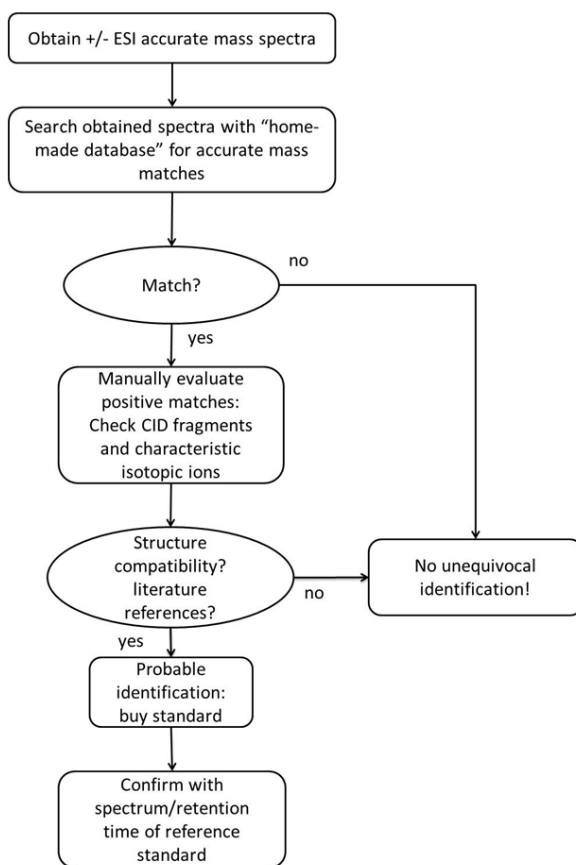 Obtain +/- ESI accurate mass spectra
Search obtained spectra with “home-
made database” for accurate mass
matches
no
Match?
yes
Manually evaluate
positive matches:
Check CID fragments
and characteristic
isotopic ions
Structure
compatibility?
literature
references?
no
No unequivocal
identification!
yes
Probable
identification:
buy standard
Confirm with
spectrum/retention
time of reference
standard